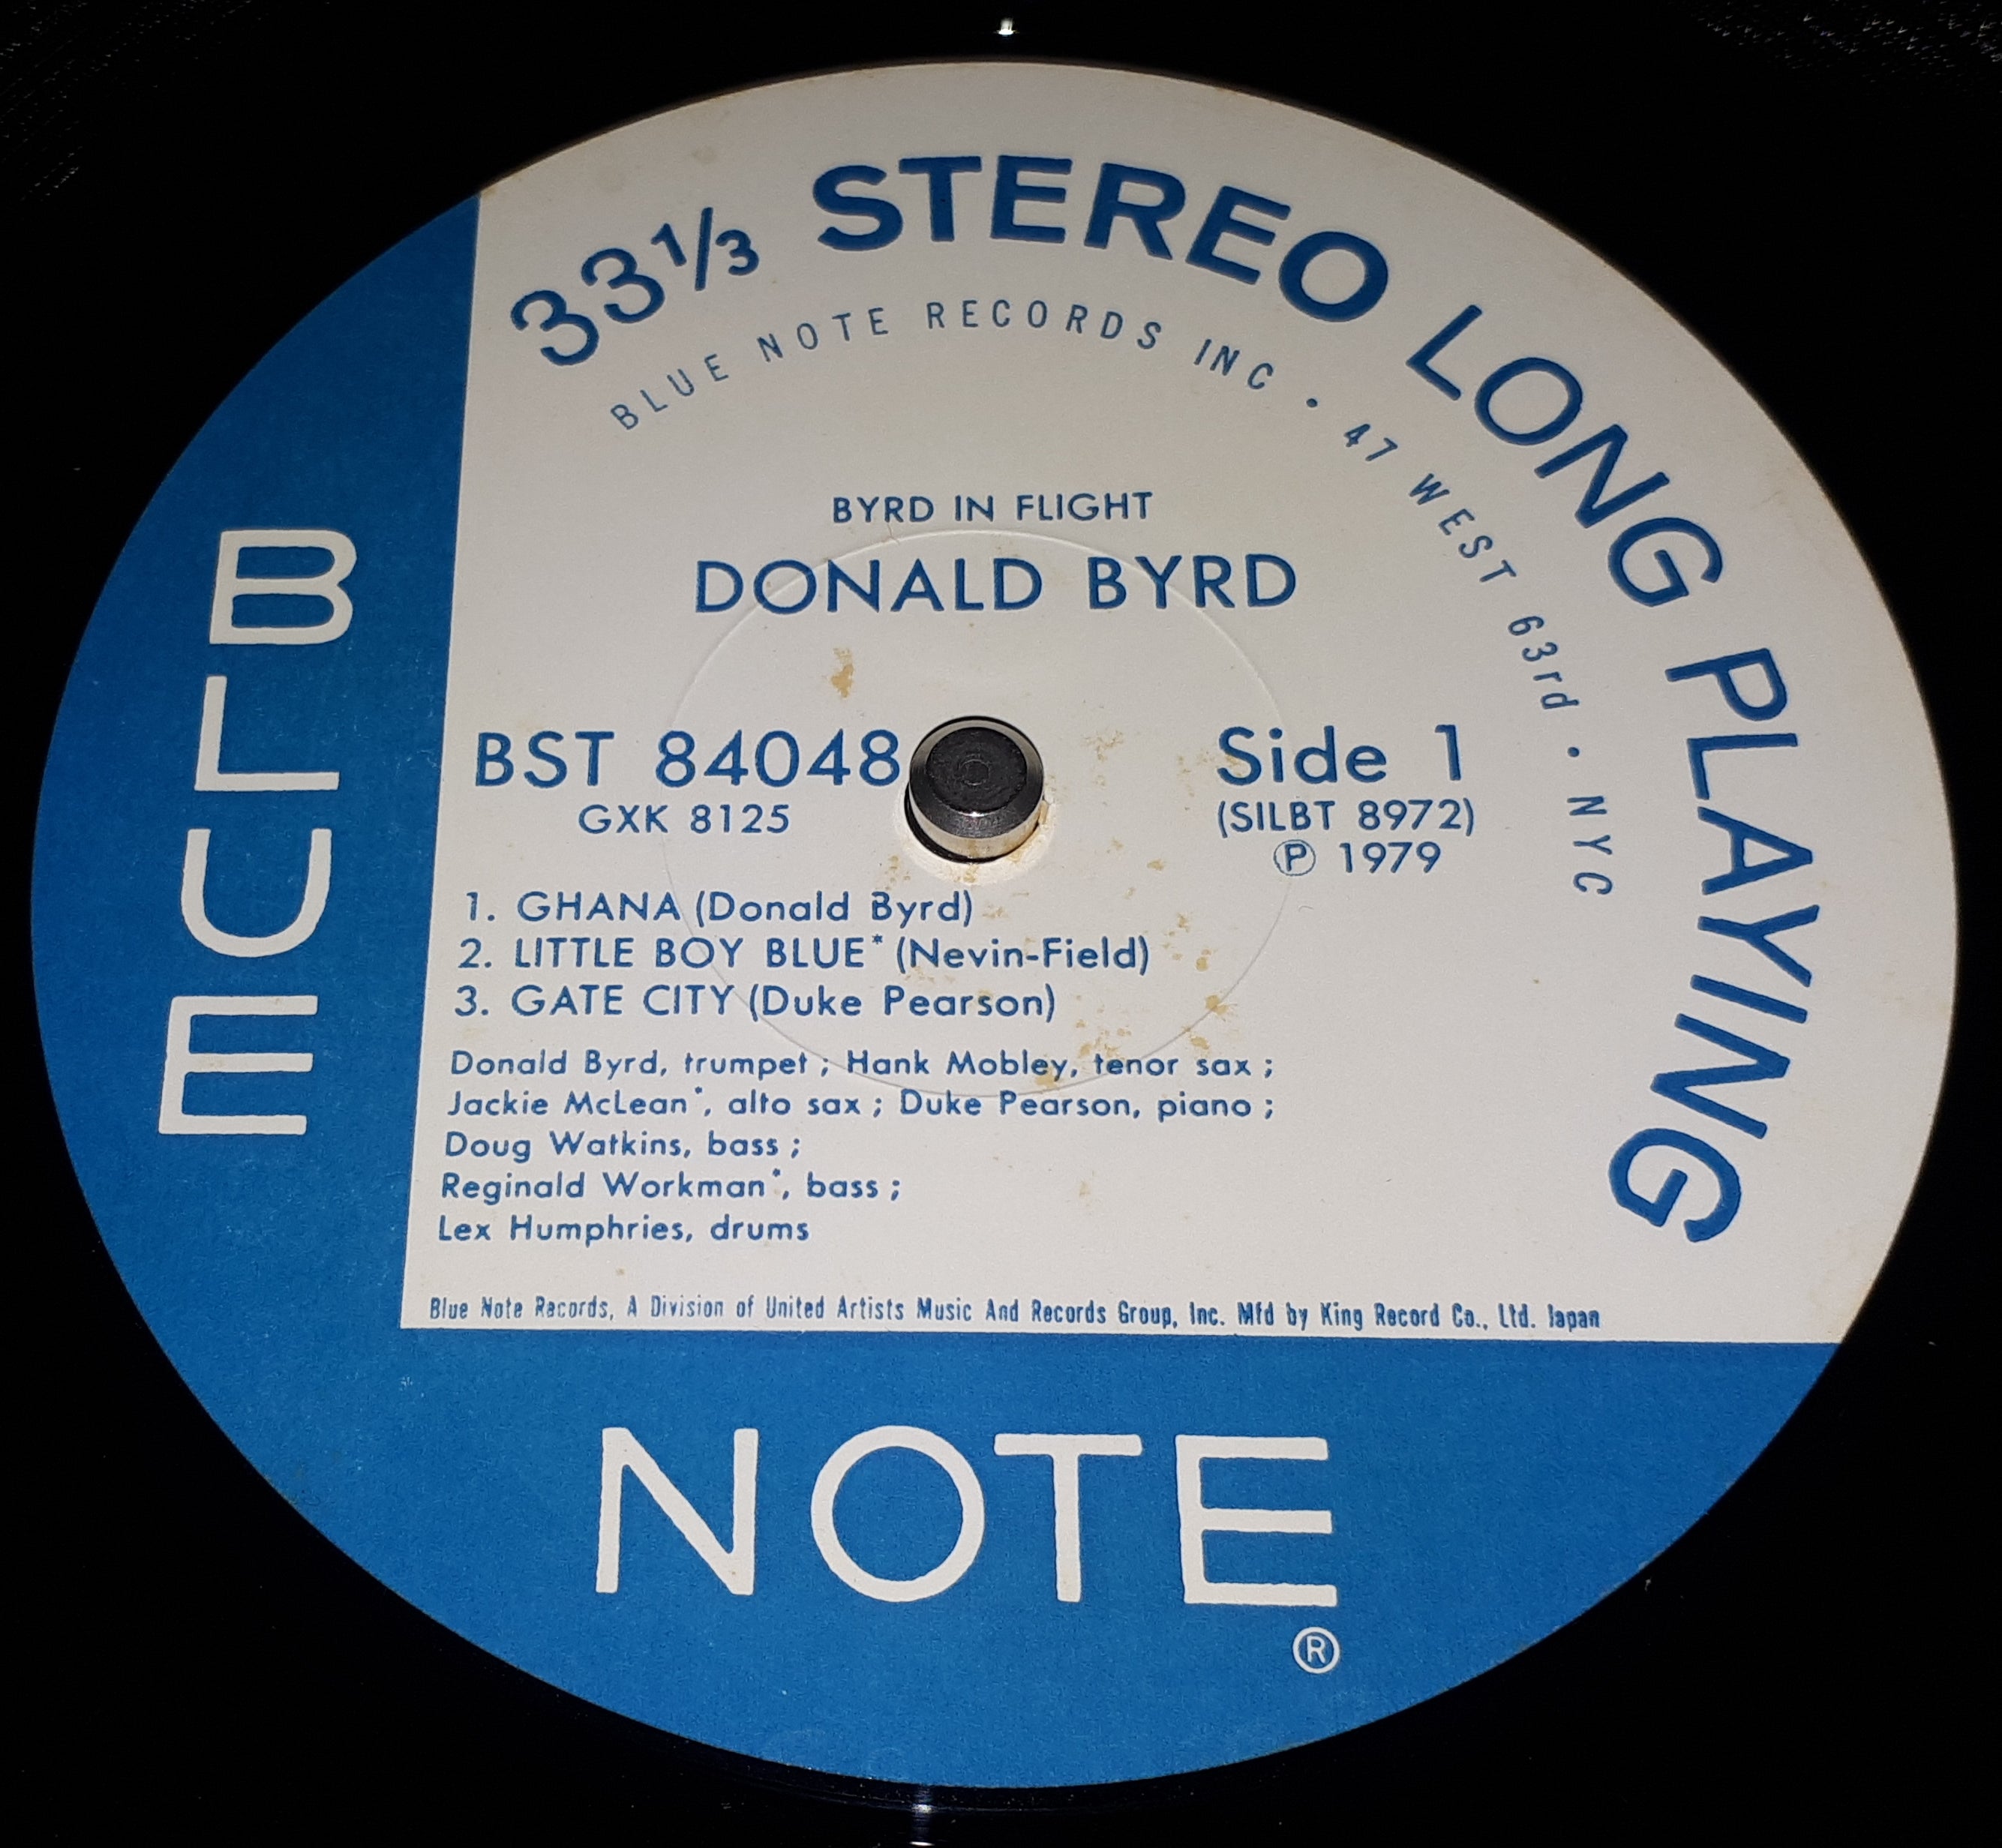 33⅓ STEREO LONG PLAYING
BLUE NOTE RECORDS INC • 47 WEST 63rd • NYC
BYRD IN FLIGHT
DONALD BYRD
BST 84048
GXK 8125
Side 1
(SILBT 8972)
Ⓟ 1979
1. GHANA (Donald Byrd)
2. LITTLE BOY BLUE* (Nevin-Field)
3. GATE CITY (Duke Pearson)
Donald Byrd, trumpet ; Hank Mobley, tenor sax ;
Jackie McLean*, alto sax ; Duke Pearson, piano ;
Doug Watkins, bass ;
Reginald Workman*, bass ;
Lex Humphries, drums
Blue Note Records, A Division of United Artists Music And Records Group, Inc. Mfd by King Record Co., Ltd. Japan
BLUE
NOTE
®